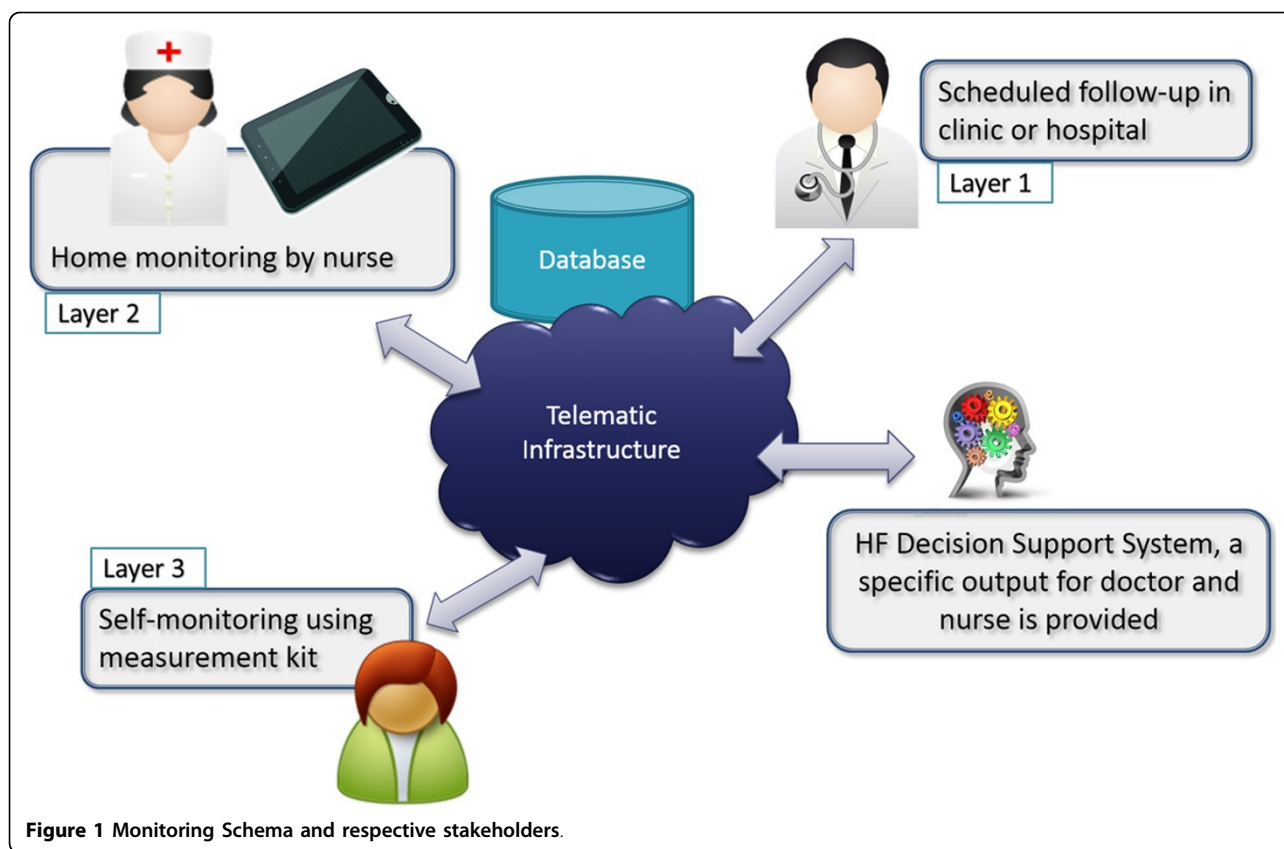 Scheduled follow-up in
clinic or hospital
Layer 1
Home monitoring by nurse
Layer 2
Database
Telematic
Infrastructure
HF Decision Support System, a
specific output for doctor and
nurse is provided
Layer 3
Self-monitoring using
measurement kit
Figure 1 Monitoring Schema and respective stakeholders.